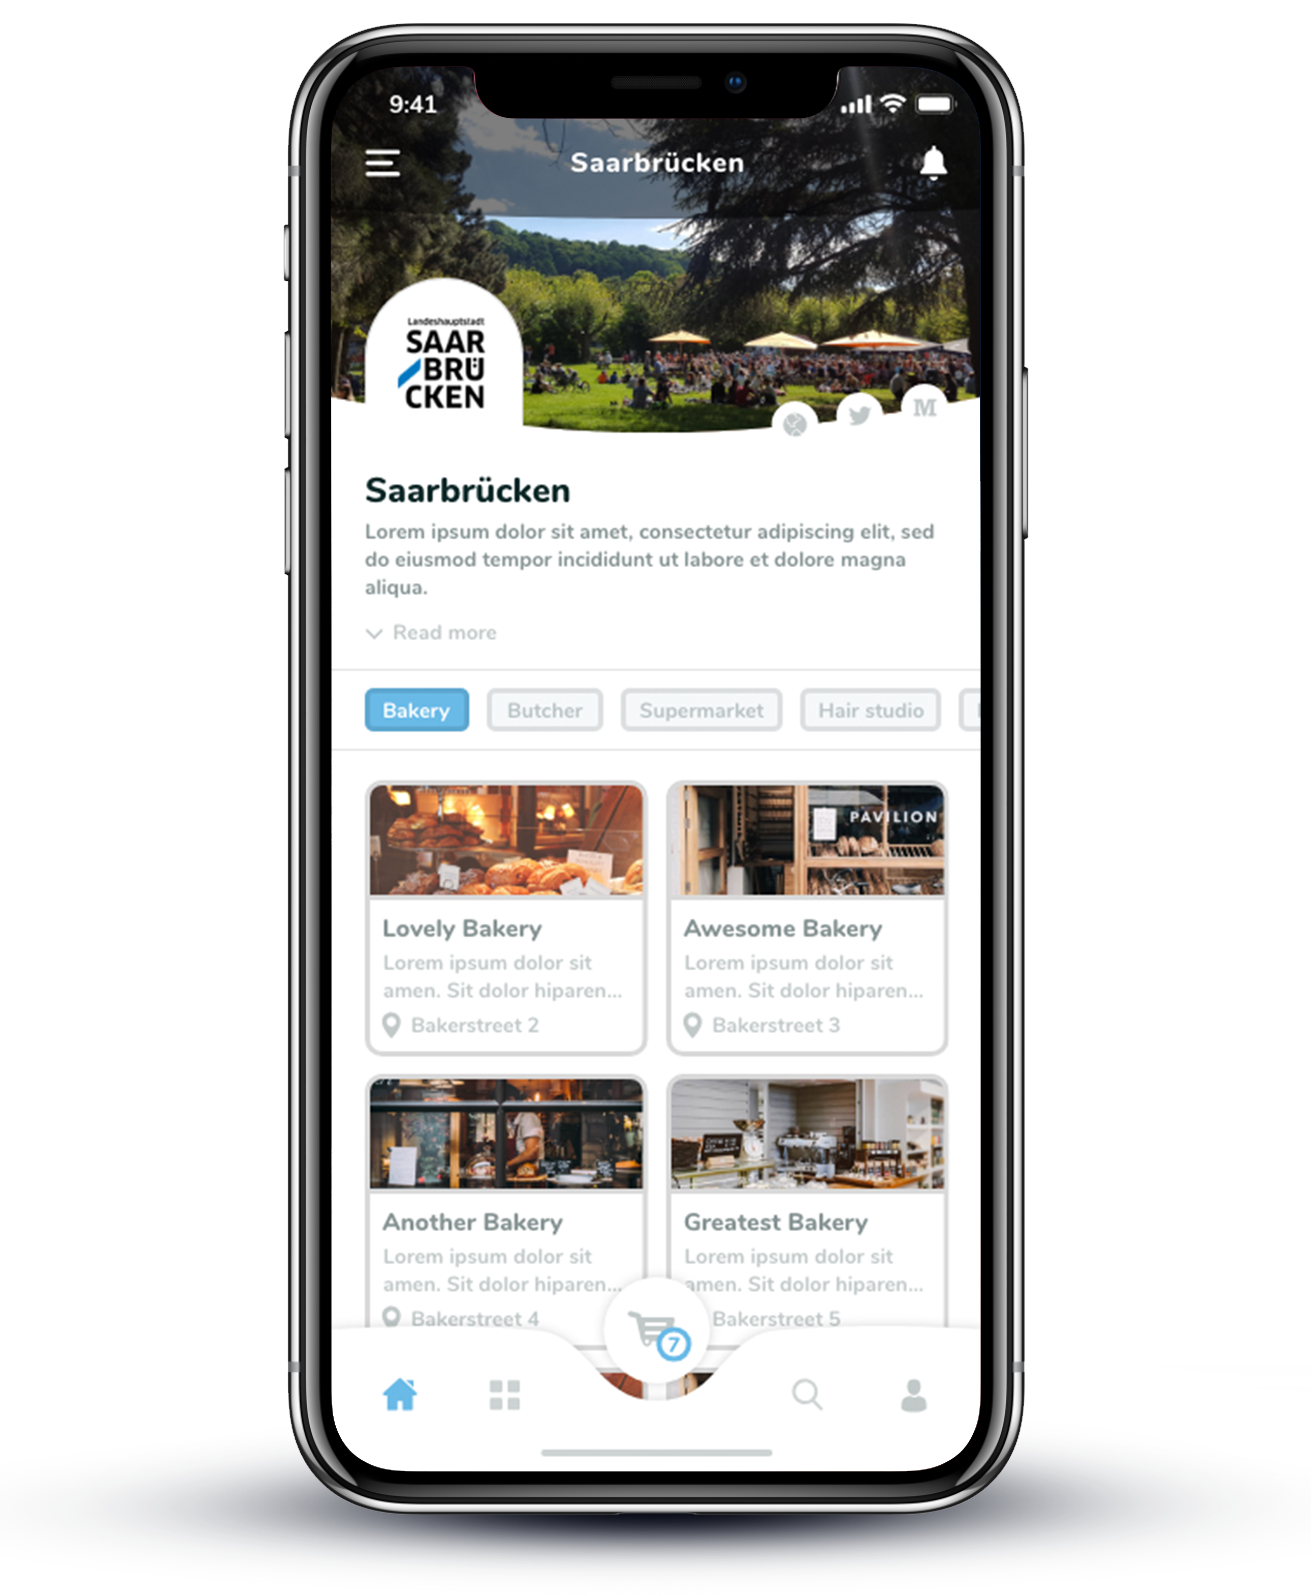 9:41
Saarbrücken
Landeshauptstadt
SAAR
BRÜ
CKEN
M
Saarbrücken
Lorem ipsum dolor sit amet, consectetur adipiscing elit, sed
do eiusmod tempor incididunt ut labore et dolore magna
aliqua.
Read more
Bakery
Butcher
Supermarket
Hair studio
PAVILION
Lovely Bakery
Awesome Bakery
Lorem ipsum dolor sit
amen. Sit dolor hiparen...
Lorem ipsum dolor sit
amen. Sit dolor hiparen...
Bakerstreet 2
Bakerstreet 3
Another Bakery
Greatest Bakery
Lorem ipsum dolor sit
amen. Sit dolor hiparen...
Lorem ipsum dolor sit
amen. Sit dolor hiparen...
Bakerstreet 4
Bakerstreet 5
7